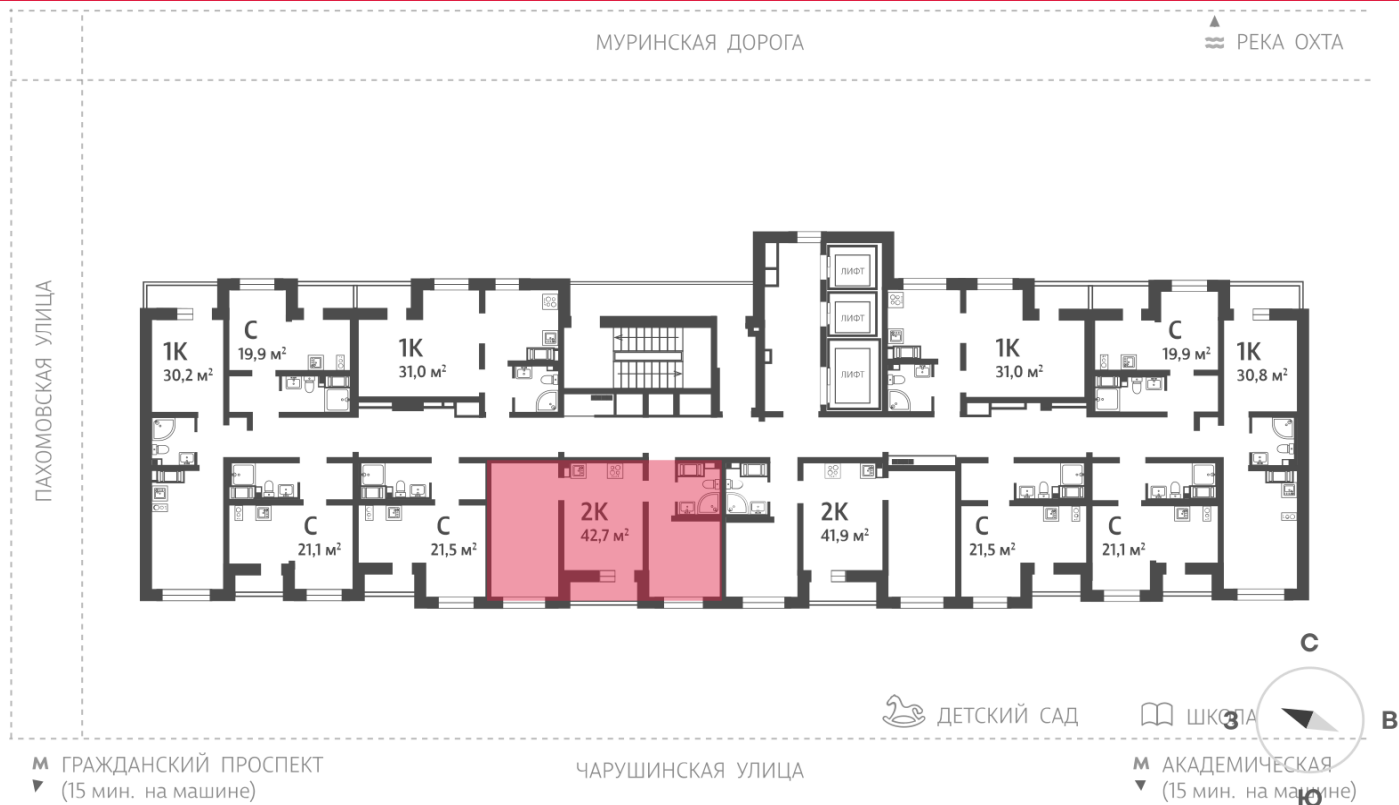 МУРИНСКАЯ ДОРОГА
РЕКА ОХТА
ПАХОМОВСКАЯ УЛИЦА
ЛИФТ
ЛИФТ
ЛИФТ
1К
30,2 м²
С
19,9 м²
1К
31,0 м²
1К
31,0 м²
С
19,9 м²
1К
30,8 м²
С
21,1 м²
С
21,5 м²
2К
42,7 м²
2К
41,9 м²
С
21,5 м²
С
21,1 м²
ДЕТСКИЙ САД
ШКОЛА
С
З
В
Ю
М ГРАЖДАНСКИЙ ПРОСПЕКТ
(15 мин. на машине)
ЧАРУШИНСКАЯ УЛИЦА
М АКАДЕМИЧЕСКАЯ
(15 мин. на машине)